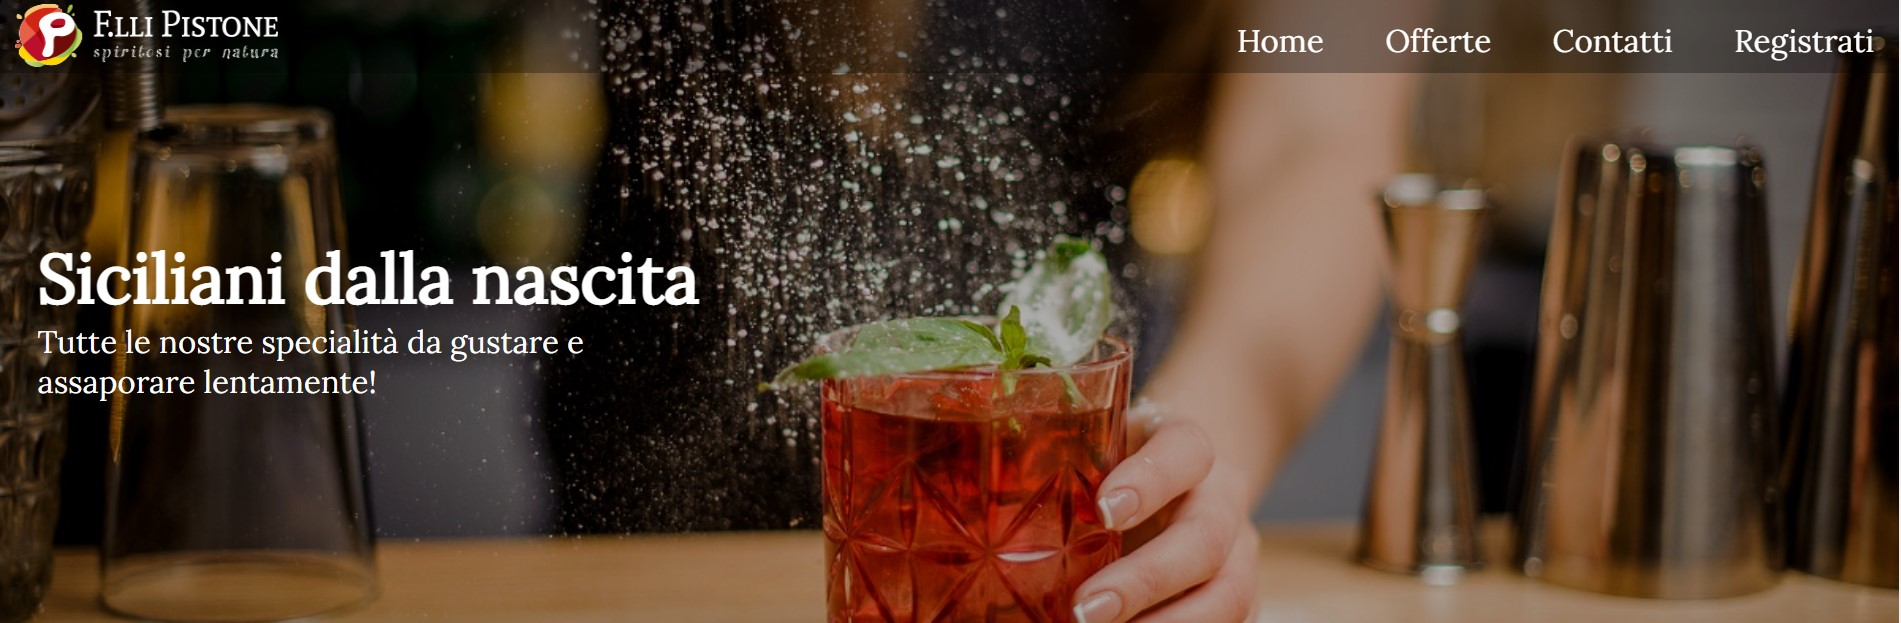 F.LLI PISTONE
spiritosi per natura
Home Offerte Contatti Registrati
Siciliani dalla nascita
Tutte le nostre specialità da gustare e
assaporare lentamente!